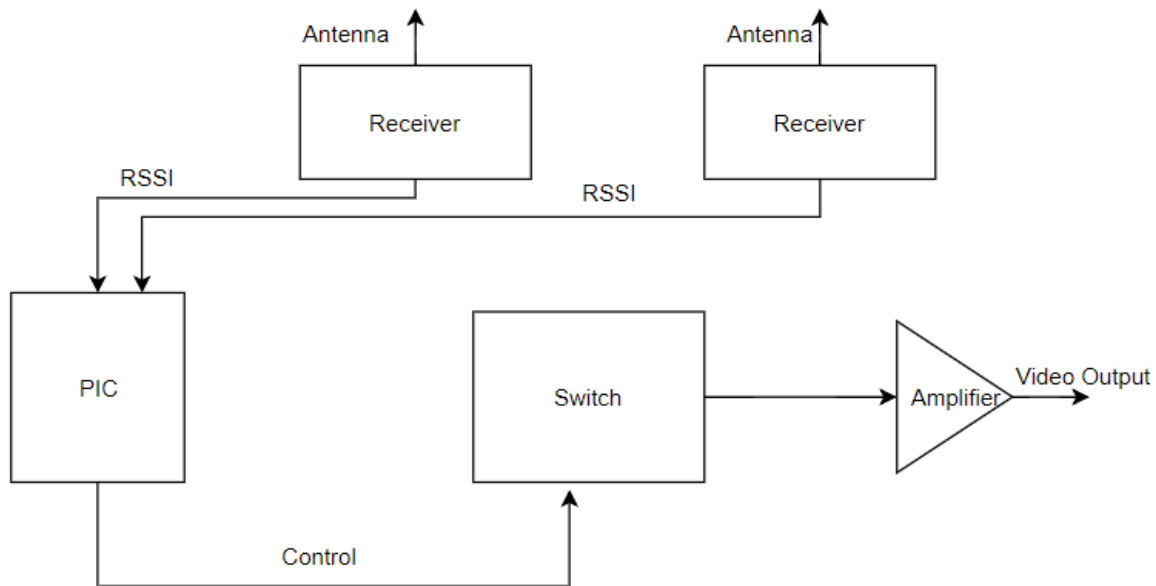 Antenna
Antenna
Receiver
Receiver
RSSI
RSSI
PIC
Switch
Amplifier
Video Output
Control